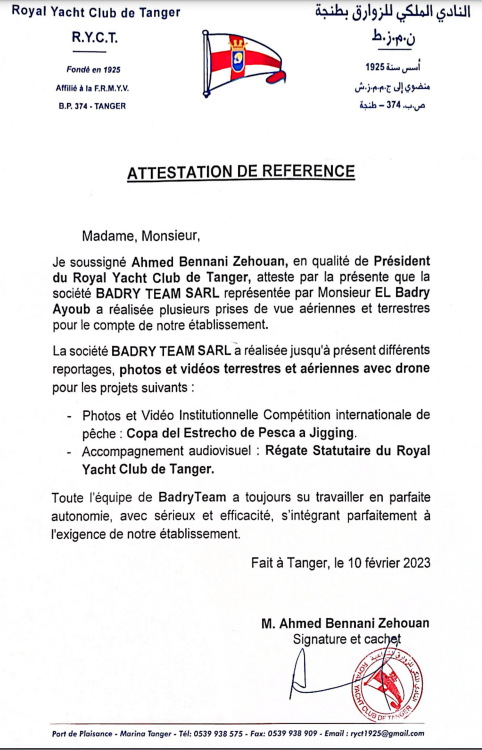 Royal Yacht Club de Tanger
R.Y.C.T.
Fondé en 1925
Affilié à la F.R.M.Y.V.
B.P. 374 - TANGER
النادي الملكي للزوارق بطنجة
ن.م.ز.ط
أسس سنة 1925
منضوي إلى ج.م.م.ز.ش
ص.ب. 374 – طنجة
ATTESTATION DE REFERENCE
Madame, Monsieur,
Je soussigné Ahmed Bennani Zehouan, en qualité de Président
du Royal Yacht Club de Tanger, atteste par la présente que la
société BADRY TEAM SARL représentée par Monsieur EL Badry
Ayoub a réalisée plusieurs prises de vue aériennes et terrestres
pour le compte de notre établissement.
La société BADRY TEAM SARL a réalisée jusqu'à présent différents
reportages, photos et vidéos terrestres et aériennes avec drone
pour les projets suivants :
- Photos et Vidéo Institutionnelle Compétition internationale de
pêche : Copa del Estrecho de Pesca a Jigging.
- Accompagnement audiovisuel : Régate Statutaire du Royal
Yacht Club de Tanger.
Toute l'équipe de BadryTeam a toujours su travailler en parfaite
autonomie, avec sérieux et efficacité, s'intégrant parfaitement à
l'exigence de notre établissement.
Fait à Tanger, le 10 février 2023
M. Ahmed Bennani Zehouan
Signature et cachet
YACHT CLUB DE TANGER
Port de Plaisance - Marina Tanger - Tél: 0539 938 575 - Fax: 0539 938 909 - Email : ryct1925@gmail.com